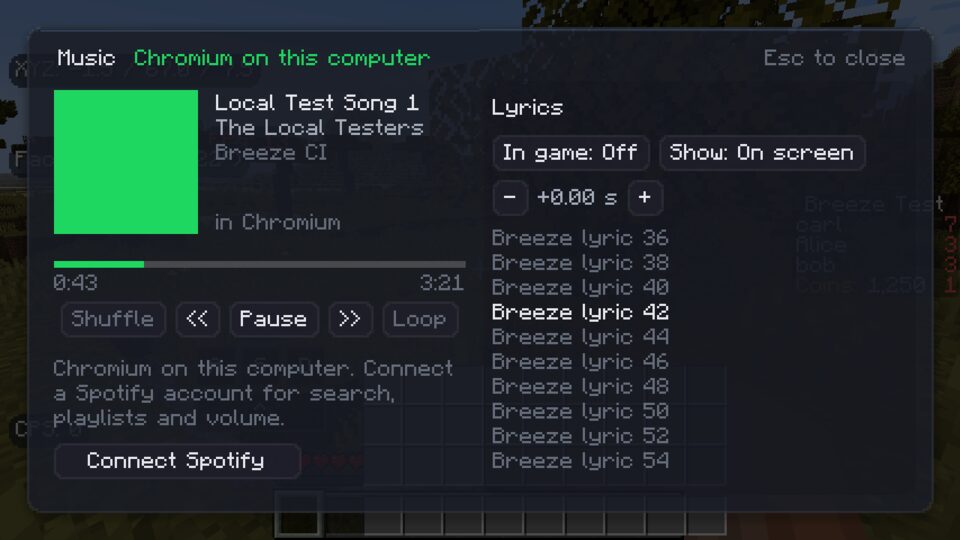 Music Chromium on this computer
Esc to close
Local Test Song 1
The Local Testers
Breeze CI
in Chromium
0:43
3:21
Shuffle
<<
Pause
>>
Loop
Chromium on this computer. Connect
a Spotify account for search,
playlists and volume.
Connect Spotify
Lyrics
In game: Off
Show: On screen
- +0.00 s +
Breeze lyric 36
Breeze lyric 38
Breeze lyric 40
Breeze lyric 42
Breeze lyric 44
Breeze lyric 46
Breeze lyric 48
Breeze lyric 50
Breeze lyric 52
Breeze lyric 54
Breeze Test
carl 7
Alice 3
bob 3
Coins: 1,250 1